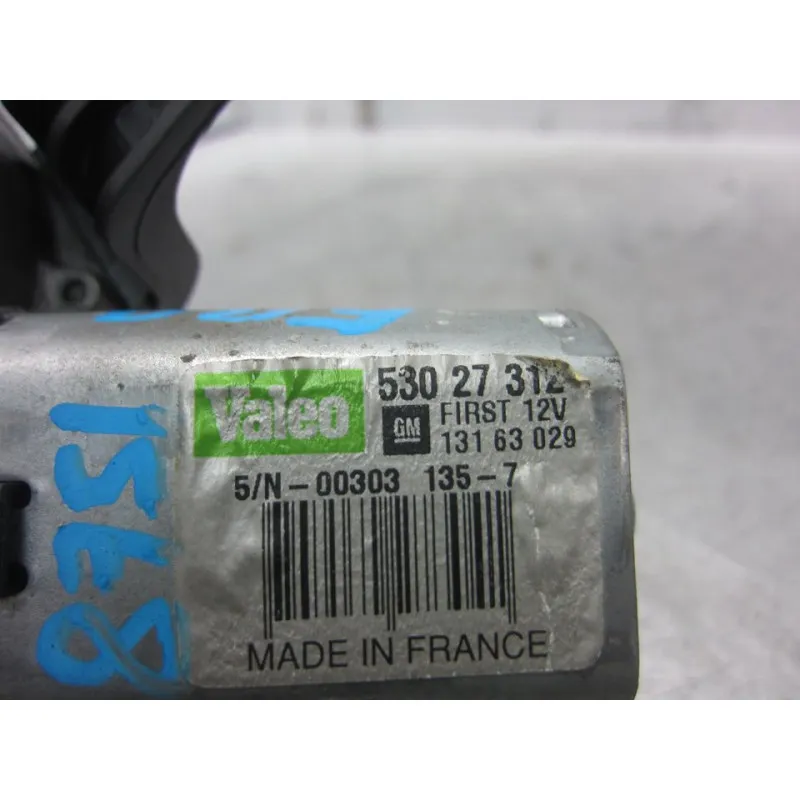 Valeo
530 27 312
GM
FIRST 12V
131 63 029
S/N-00303 135-7
MADE IN FRANCE